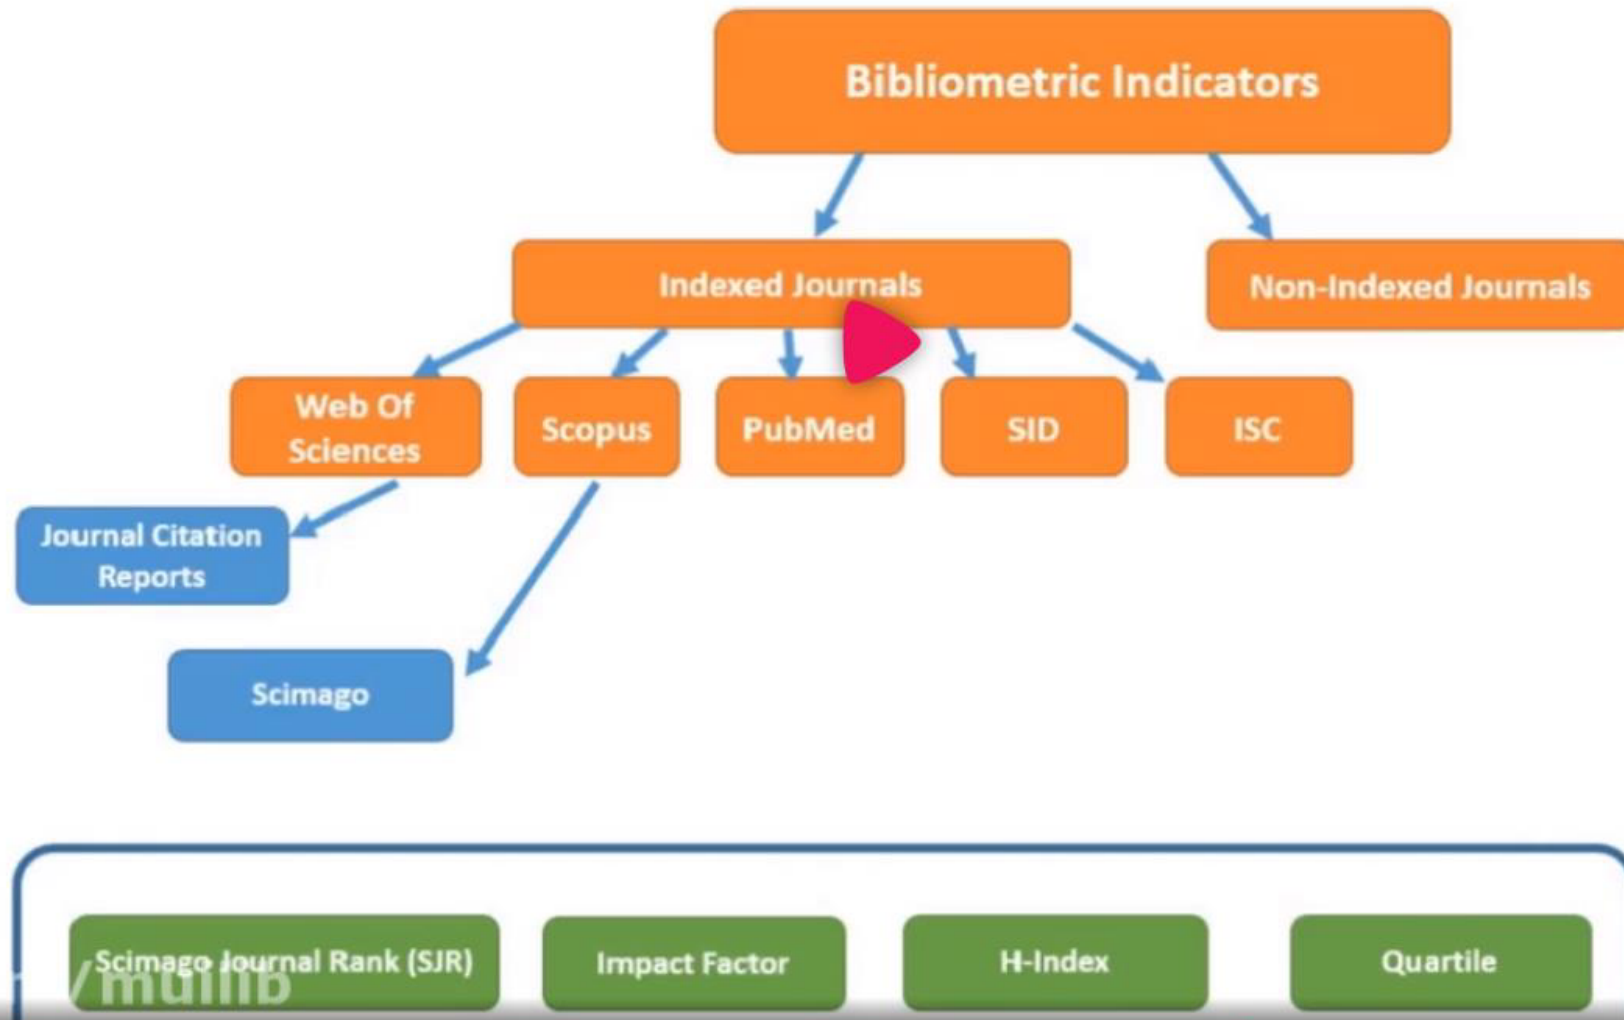 Bibliometric Indicators
Indexed Journals
Non-Indexed Journals
Web Of
Sciences
Scopus
PubMed
SID
ISC
Journal Citation
Reports
Scimago
Scimago Journal Rank (SJR)
Impact Factor
H-Index
Quartile
/muilib